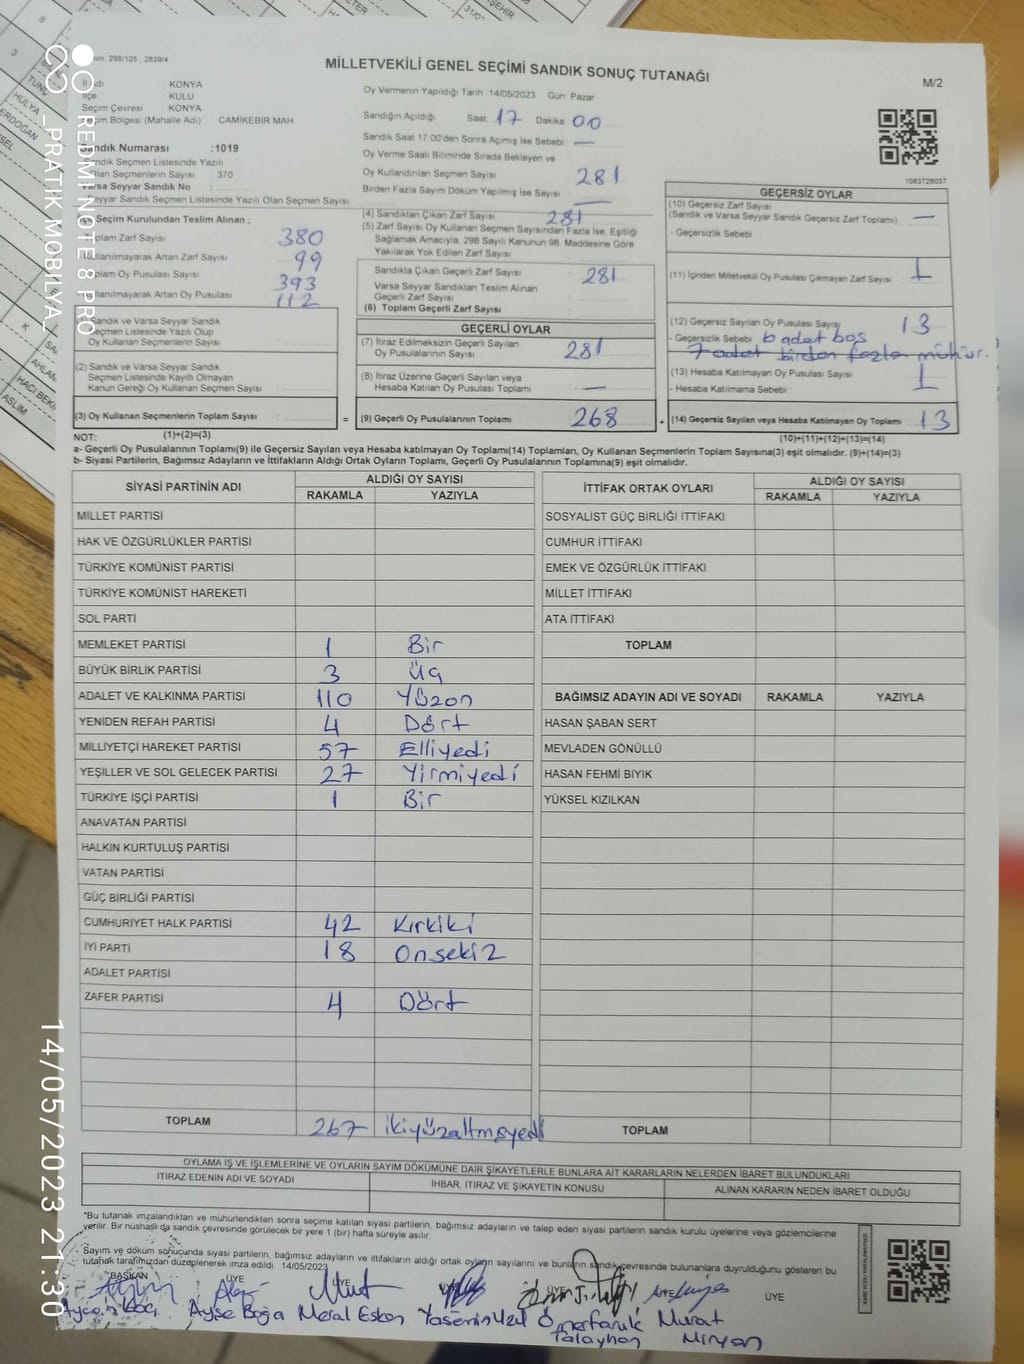 MİLLETVEKİLİ GENEL SEÇİMİ SANDIK SONUÇ TUTANAĞI
M/2
298/105 , 2839/4
İl Adı : KONYA
İlçe : KULU
Seçim Çevresi : KONYA
Seçim Bölgesi (Mahalle Adı) : CAMİKEBİR MAH
Sandık Numarası :1019
Sandık Seçmen Listesinde Yazılı
Olan Seçmenlerin Sayısı : 370
Varsa Seyyar Sandık No :
Seyyar Sandık Seçmen Listesinde Yazılı Olan Seçmen Sayısı
Seçim Kurulundan Teslim Alınan ;
Toplam Zarf Sayısı 380
Kullanılmayarak Artan Zarf Sayısı 99
Toplam Oy Pusulası Sayısı 393
Kullanılmayarak Artan Oy Pusulası 112
(1) Sandık ve Varsa Seyyar Sandık
Seçmen Listesinde Yazılı Olup
Oy Kullanan Seçmenlerin Sayısı
(2) Sandık ve Varsa Seyyar Sandık
Seçmen Listesinde Kayıtlı Olmayan
Kanun Gereği Oy Kullanan Seçmen Sayısı
(3) Oy Kullanan Seçmenlerin Toplam Sayısı :
(1)+(2)=(3)
Oy Vermenin Yapıldığı Tarih :14/05/2023 Gün: Pazar
Sandığın Açıldığı Saat: 17 Dakika 00
Sandık Saat 17:00'den Sonra Açımış İse Sebebi : —
Oy Verme Saati Bitiminde Sırada Bekleyen ve
Oy Kullandırılan Seçmen Sayısı : 281
Birden Fazla Sayım Döküm Yapılmış İse Sayısı : —
(4) Sandıktan Çıkan Zarf Sayısı 281
(5) Zarf Sayısı Oy Kullanan Seçmen Sayısından Fazla İse, Eşitliği
Sağlamak Amacıyla, 298 Sayılı Kanunun 98. Maddesine Göre
Yakılarak Yok Edilen Zarf Sayısı
Sandıkta Çıkan Geçerli Zarf Sayısı : 281
Varsa Seyyar Sandıktan Teslim Alınan
Geçerli Zarf Sayısı
(6) Toplam Geçerli Zarf Sayısı
GEÇERLİ OYLAR
(7) İtiraz Edilmeksizin Geçerli Sayılan
Oy Pusulalarının Sayısı : 281
(8) İtiraz Üzerine Geçerli Sayılan veya
Hesaba Katılan Oy Pusulaları Toplamı : —
= (9) Geçerli Oy Pusulalarının Toplamı : 268
1063728037
GEÇERSİZ OYLAR
(10) Geçersiz Zarf Sayısı
(Sandık ve Varsa Seyyar Sandık Geçersiz Zarf Toplamı) : —
- Geçersizlik Sebebi :
(11) İçinden Milletvekili Oy Pusulası Çıkmayan Zarf Sayısı : 1
(12) Geçersiz Sayılan Oy Pusulası Sayısı 13
- Geçersizlik Sebebi : 6 adet boş
7 adet birden fazla mühür.
(13) Hesaba Katılmayan Oy Pusulası Sayısı : 1
- Hesaba Katılmama Sebebi :
+ (14) Geçersiz Sayılan veya Hesaba Katılmayan Oy Toplamı : 13
(10)+(11)+(12)+(13)=(14)
NOT:
a- Geçerli Oy Pusulalarının Toplamı(9) ile Geçersiz Sayılan veya Hesaba katılmayan Oy Toplamı(14) Toplamları, Oy Kullanan Seçmenlerin Toplam Sayısına(3) eşit olmalıdır. (9)+(14)=(3)
b- Siyasi Partilerin, Bağımsız Adayların ve İttifakların Aldığı Ortak Oyların Toplamı, Geçerli Oy Pusulalarının Toplamına(9) eşit olmalıdır.
SİYASİ PARTİNİN ADI ALDIĞI OY SAYISI
RAKAMLA YAZIYLA
MİLLET PARTİSİ
HAK VE ÖZGÜRLÜKLER PARTİSİ
TÜRKİYE KOMÜNİST PARTİSİ
TÜRKİYE KOMÜNİST HAREKETİ
SOL PARTİ
MEMLEKET PARTİSİ 1 Bir
BÜYÜK BİRLİK PARTİSİ 3 Üç
ADALET VE KALKINMA PARTİSİ 110 Yüzon
YENİDEN REFAH PARTİSİ 4 Dört
MİLLİYETÇİ HAREKET PARTİSİ 57 Elliyedi
YEŞİLLER VE SOL GELECEK PARTİSİ 27 Yirmiyedi
TÜRKİYE İŞÇİ PARTİSİ 1 Bir
ANAVATAN PARTİSİ
HALKIN KURTULUŞ PARTİSİ
VATAN PARTİSİ
GÜÇ BİRLİĞİ PARTİSİ
CUMHURİYET HALK PARTİSİ 42 Kırkiki
İYİ PARTİ 18 Onsekiz
ADALET PARTİSİ
ZAFER PARTİSİ 4 Dört
TOPLAM 267 ikiyüzaltmışyedi
İTTİFAK ORTAK OYLARI ALDIĞI OY SAYISI
RAKAMLA YAZIYLA
SOSYALİST GÜÇ BİRLİĞİ İTTİFAKI
CUMHUR İTTİFAKI
EMEK VE ÖZGÜRLÜK İTTİFAKI
MİLLET İTTİFAKI
ATA İTTİFAKI
TOPLAM
BAĞIMSIZ ADAYIN ADI VE SOYADI RAKAMLA YAZIYLA
HASAN ŞABAN SERT
MEVLADEN GÖNÜLLÜ
HASAN FEHMİ BIYIK
YÜKSEL KIZILKAN
TOPLAM
OYLAMA İŞ VE İŞLEMLERİNE VE OYLARIN SAYIM DÖKÜMÜNE DAİR ŞİKAYETLERLE BUNLARA AİT KARARLARIN NELERDEN İBARET BULUNDUKLARI
İTİRAZ EDENİN ADI VE SOYADI İHBAR, İTİRAZ VE ŞİKAYETİN KONUSU ALINAN KARARIN NEDEN İBARET OLDUĞU
"Bu tutanak imzalandıktan ve mühürlendikten sonra seçime katılan siyasi partilerin, bağımsız adayların ve talep eden siyasi partilerin sandık kurulu üyelerine veya gözlemcilerine
verilir. Bir nüshası da sandık çevresinde görülecek bir yere 1 (bir) hafta süreyle asılır.
Sayım ve döküm sonucunda siyasi partilerin, bağımsız adayların ve ittifakların aldığı ortak oyların sayılarını ve bunların sandık çevresinde bulunanlara duyrulduğunu gösteren bu
tutanak tarafımızdan düzenlenerek imza edildi. 14/05/2023
BAŞKAN ÜYE ÜYE ÜYE ÜYE ÜYE ÜYE
Ayşe Boğa Meral Eşken Ömerfaruk Murat
Talayhan
REDMI NOTE 8 PRO
_PRATIK MOBILYA_
14/05/2023 21:30